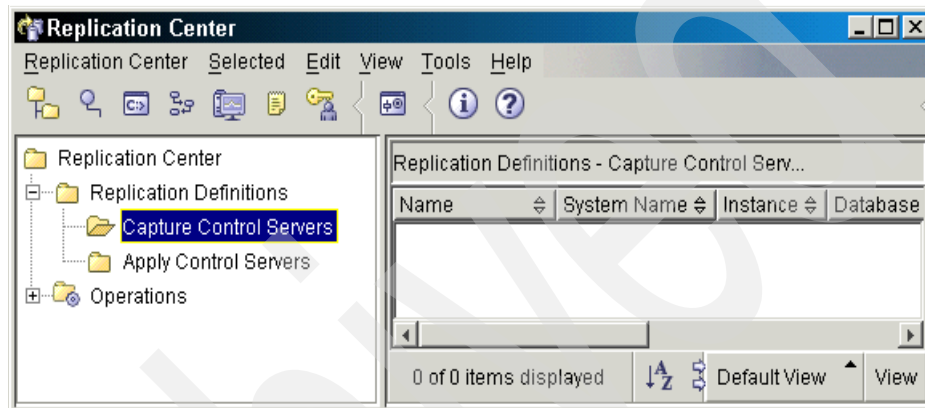 Replication Center
Replication Center Selected Edit View Tools Help
Replication Center
Replication Definitions
Capture Control Servers
Apply Control Servers
Operations
Replication Definitions - Capture Control Serv...
Name System Name Instance Database
0 of 0 items displayed Default View View